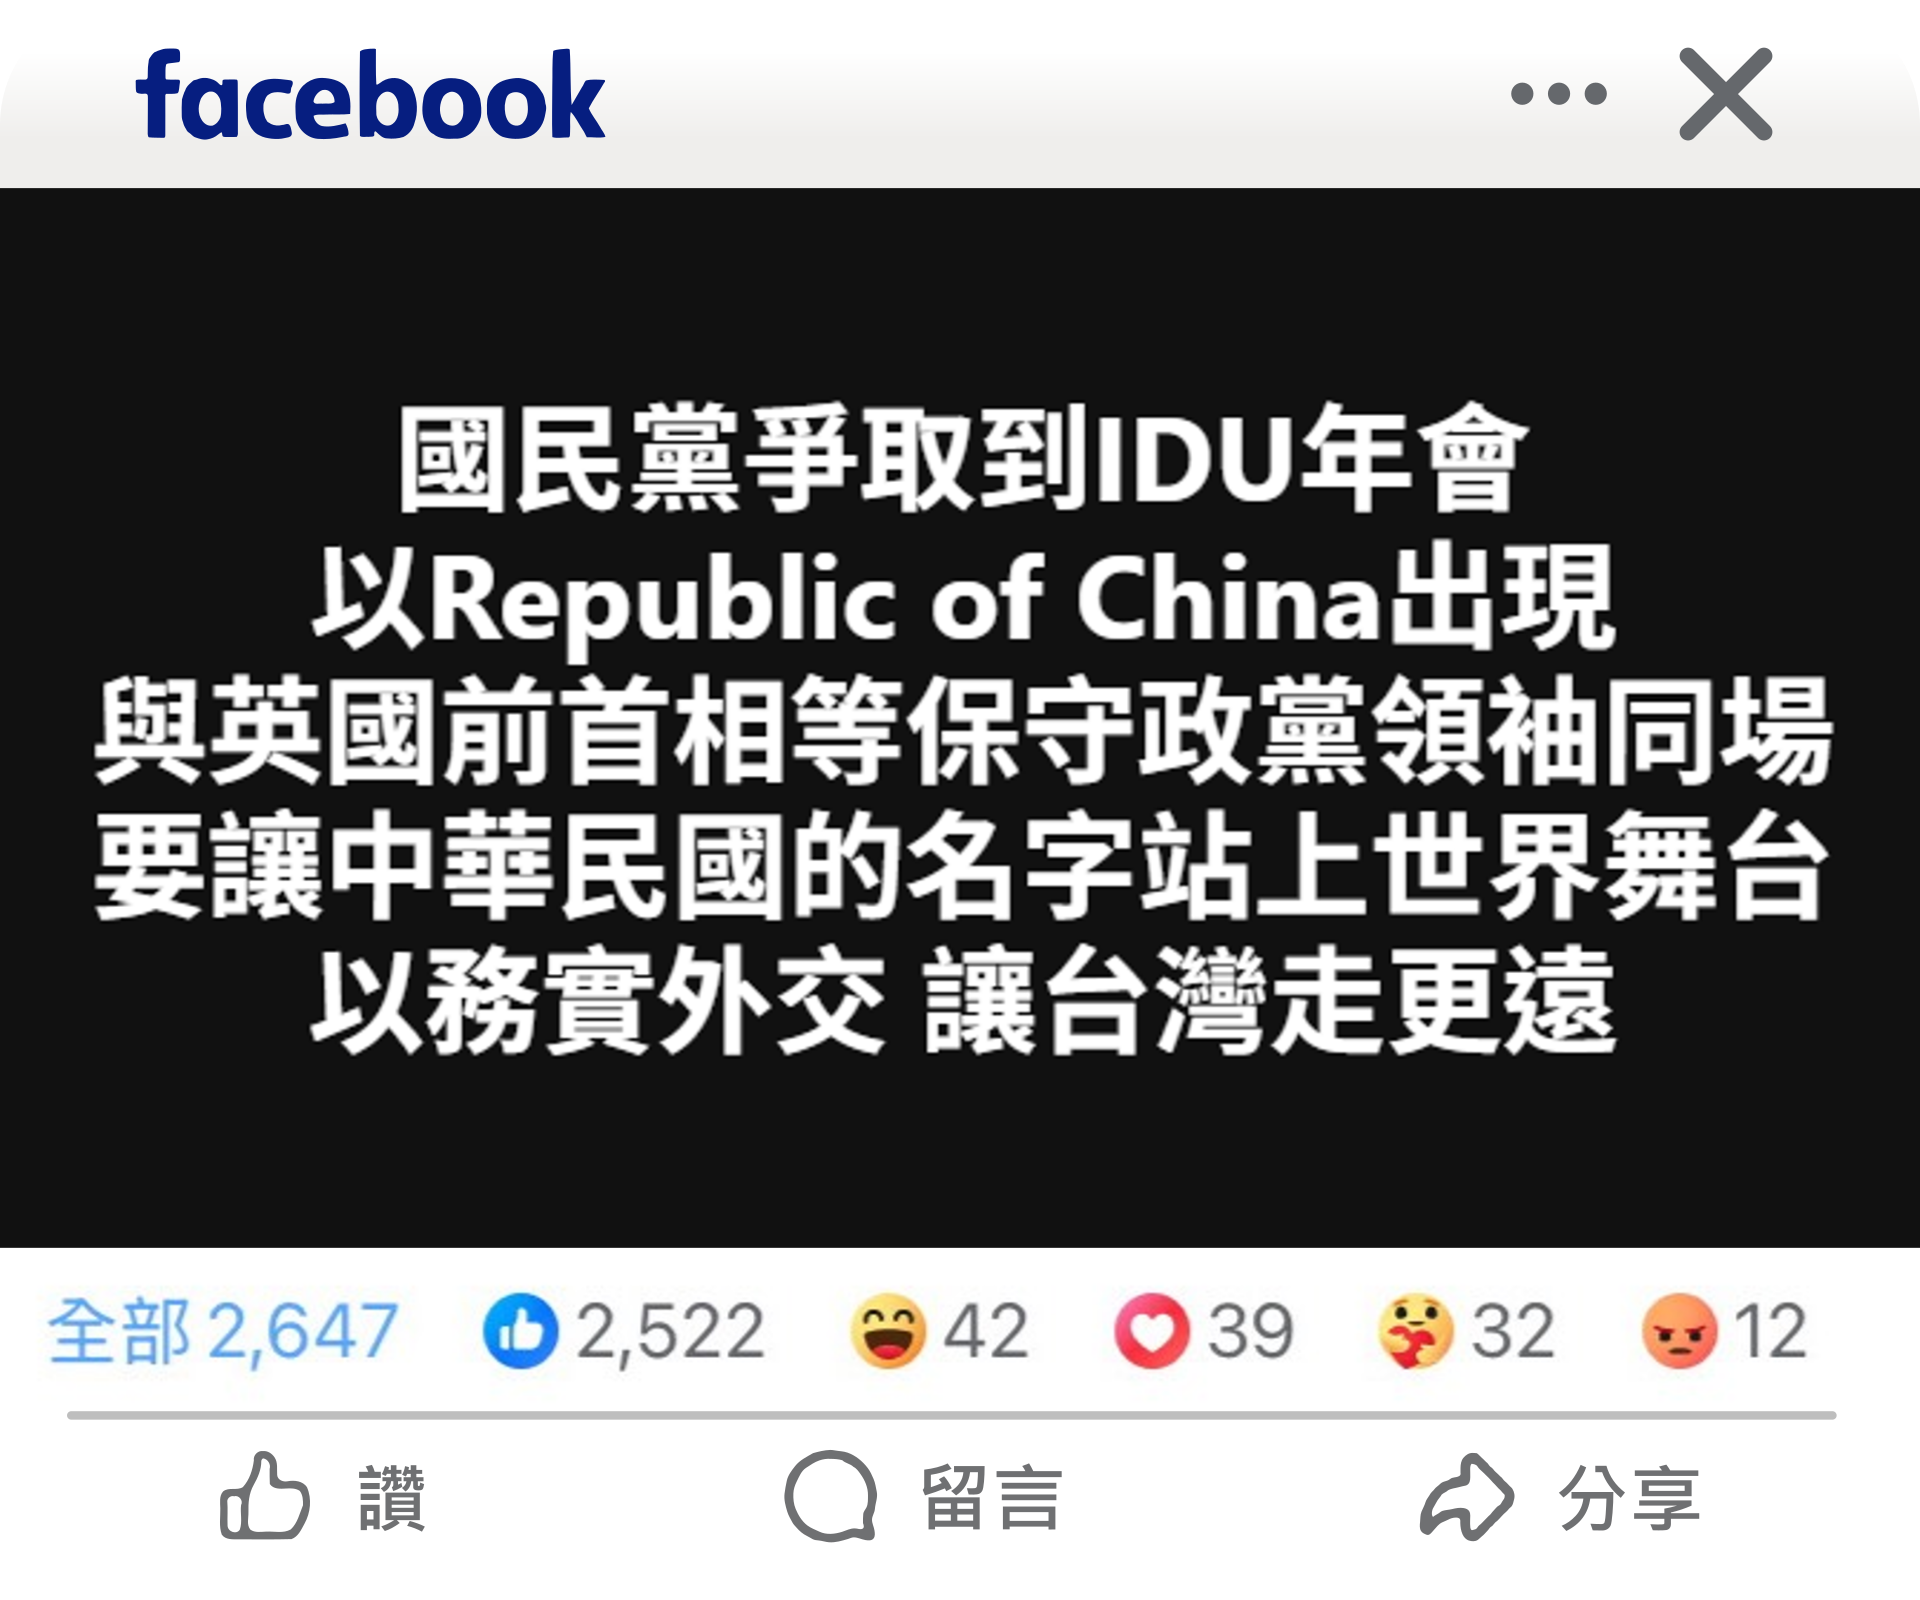 facebook
國民黨爭取到IDU年會
以Republic of China出現
與英國前首相等保守政黨領袖同場
要讓中華民國的名字站上世界舞台
以務實外交 讓台灣走更遠
全部 2,647 2,522 42 39 32 12
讚 留言 分享